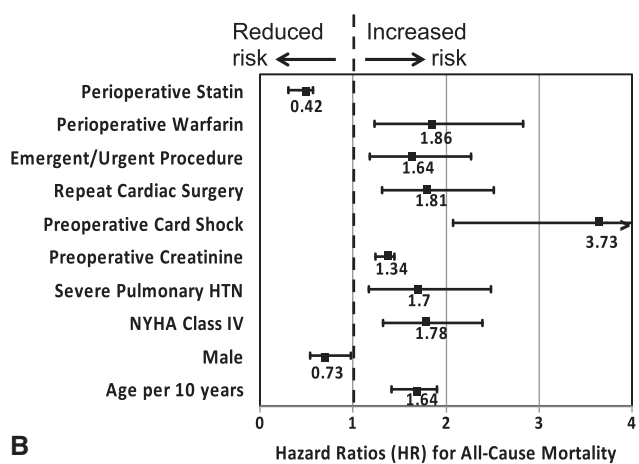 Reduced risk
Increased risk
Perioperative Statin
0.42
Perioperative Warfarin
1.86
Emergent/Urgent Procedure
1.64
Repeat Cardiac Surgery
1.81
Preoperative Card Shock
3.73
Preoperative Creatinine
1.34
Severe Pulmonary HTN
1.7
NYHA Class IV
1.78
Male
0.73
Age per 10 years
1.64
0 1 2 3 4
B
Hazard Ratios (HR) for All-Cause Mortality